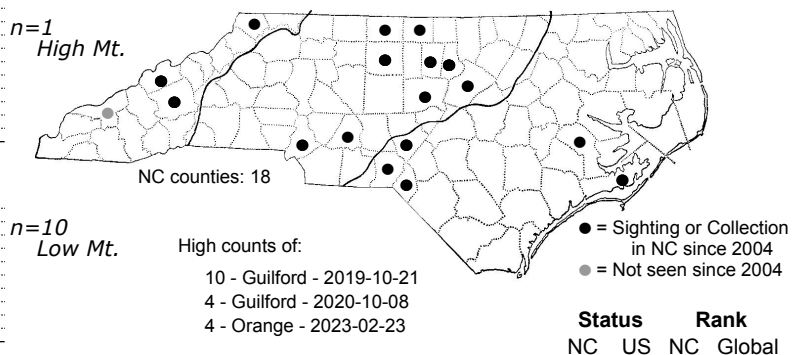 n=1
High Mt.
NC counties: 18
n=10
Low Mt.
High counts of:
10 - Guilford - 2019-10-21
4 - Guilford - 2020-10-08
4 - Orange - 2023-02-23
● = Sighting or Collection
in NC since 2004
● = Not seen since 2004
Status Rank
NC US NC Global